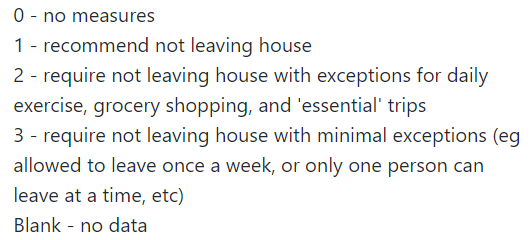 0 - no measures
1 - recommend not leaving house
2 - require not leaving house with exceptions for daily
exercise, grocery shopping, and 'essential' trips
3 - require not leaving house with minimal exceptions (eg
allowed to leave once a week, or only one person can
leave at a time, etc)
Blank - no data